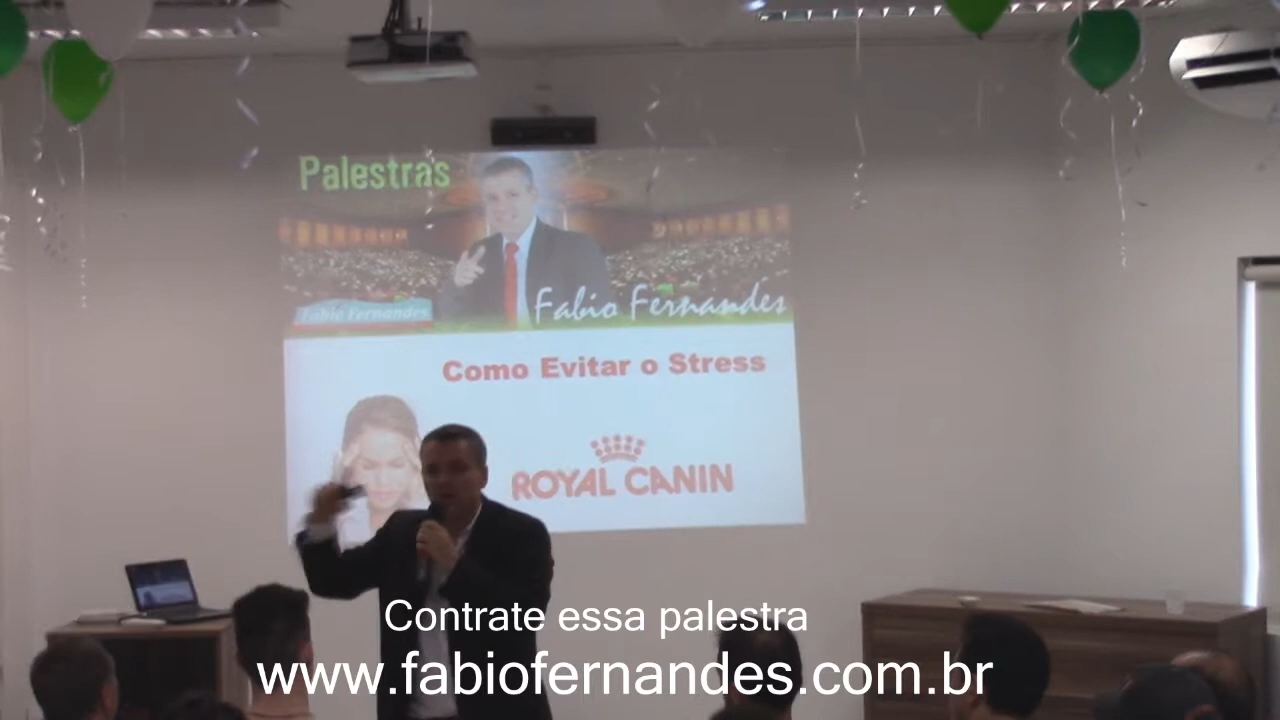 Palestras
Fabio Fernandes
Fabio Fernandes
Como Evitar o Stress
ROYAL CANIN
Contrate essa palestra
www.fabiofernandes.com.br